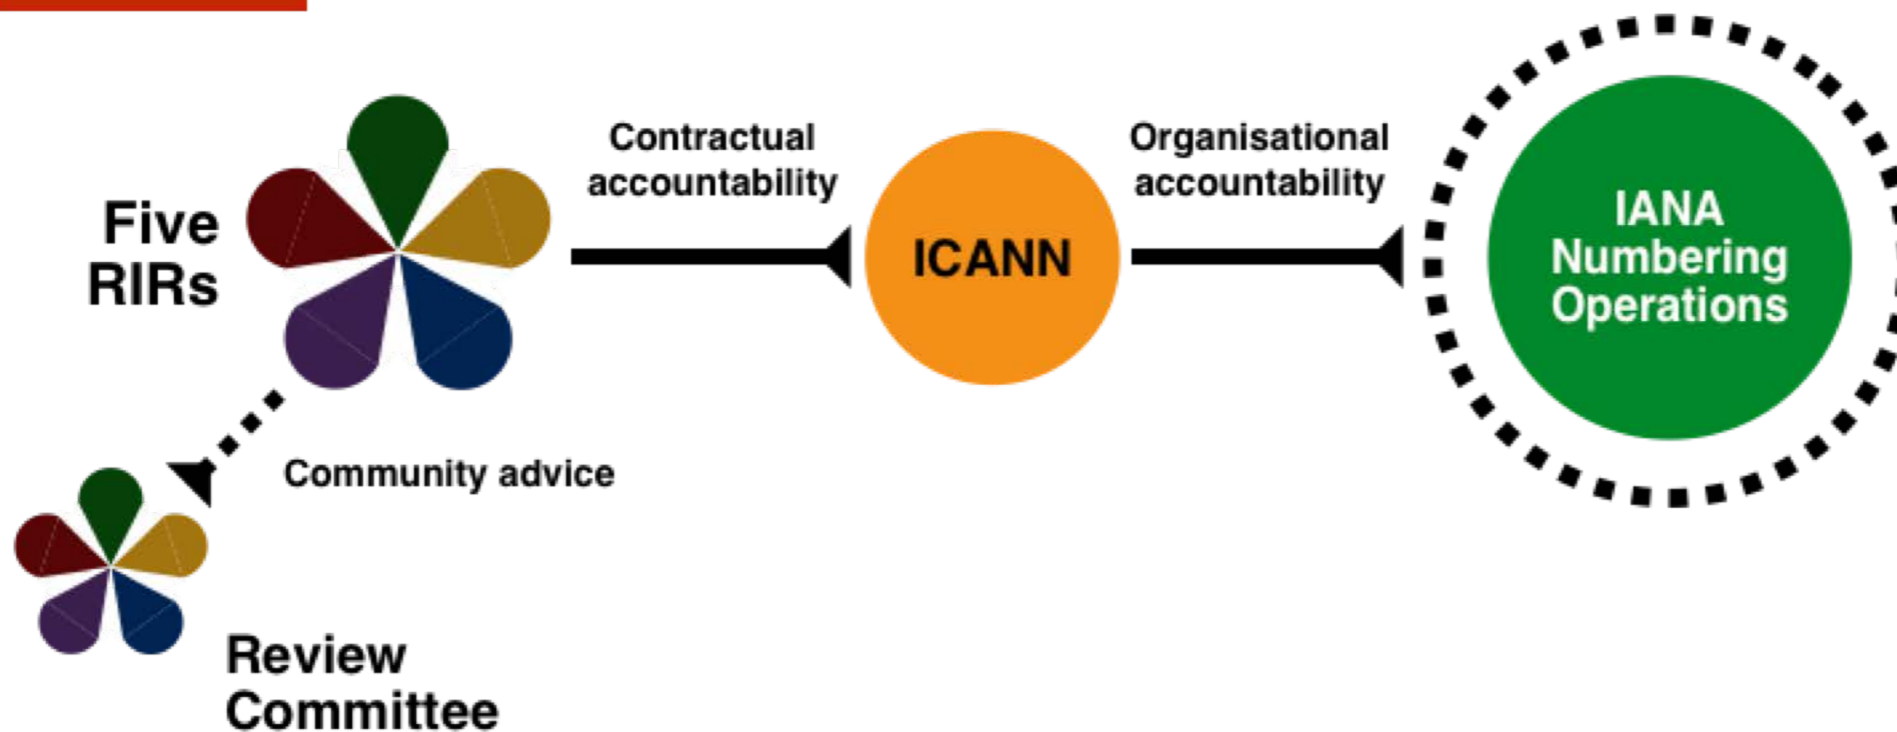 Five
RIRs
Contractual
accountability
ICANN
Organisational
accountability
IANA
Numbering
Operations
Community advice
Review
Committee